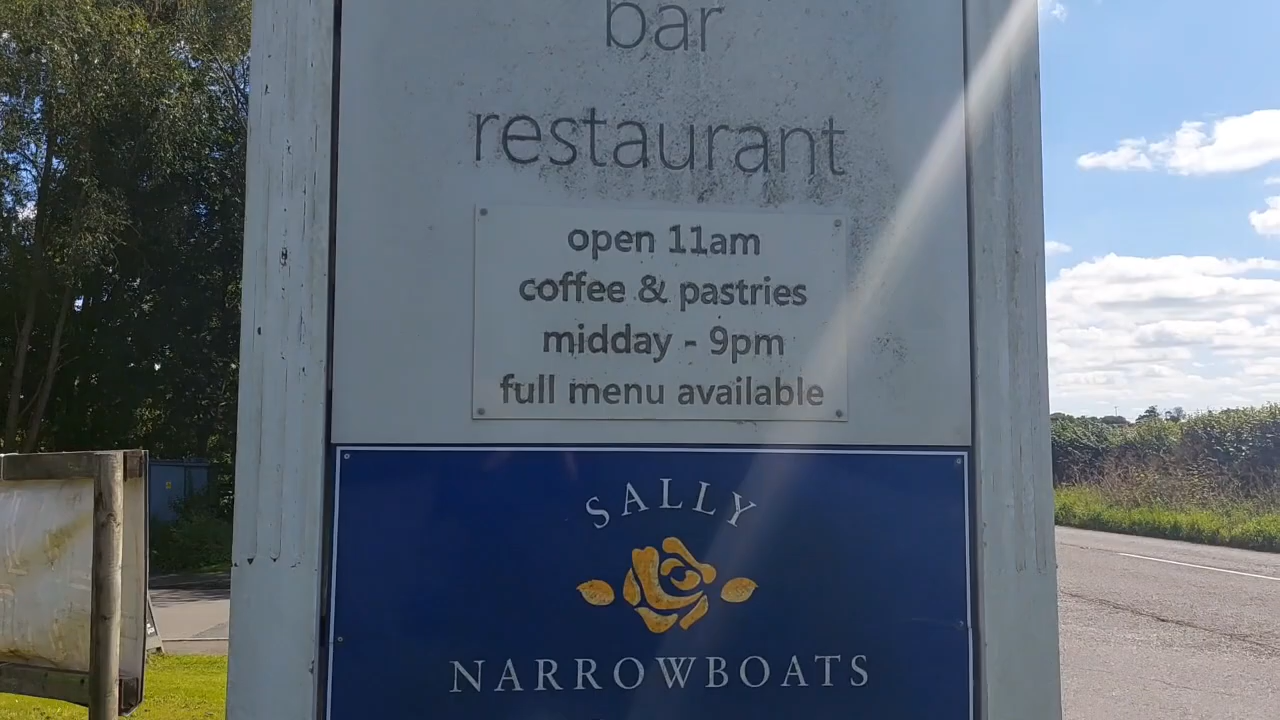 bar
restaurant
open 11am
coffee & pastries
midday - 9pm
full menu available
SALLY
NARROWBOATS